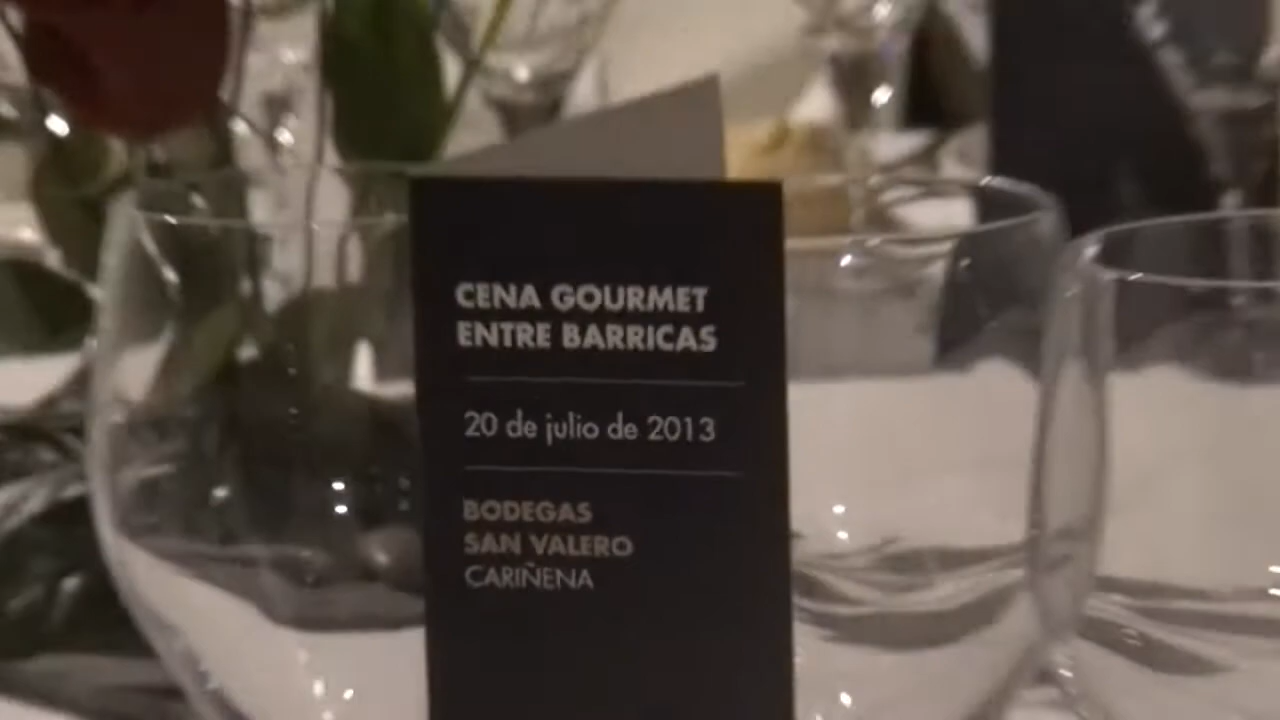 CENA GOURMET
ENTRE BARRICAS
20 de julio de 2013
BODEGAS
SAN VALERO
CARIÑENA